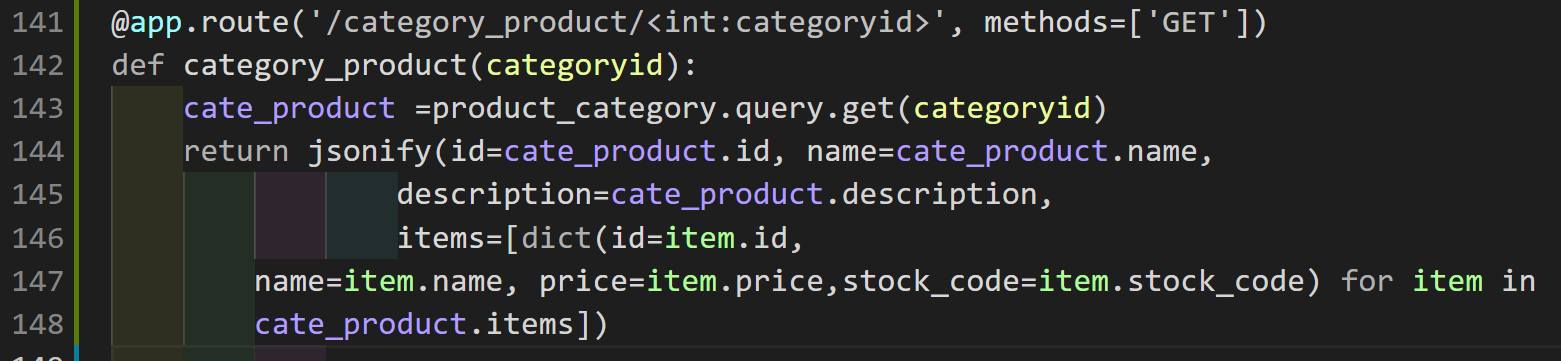 141 @app.route('/category_product/<int:categoryid>', methods=['GET'])
142 def category_product(categoryid):
143 cate_product =product_category.query.get(categoryid)
144 return jsonify(id=cate_product.id, name=cate_product.name,
145 description=cate_product.description,
146 items=[dict(id=item.id,
147 name=item.name, price=item.price,stock_code=item.stock_code) for item in
148 cate_product.items])